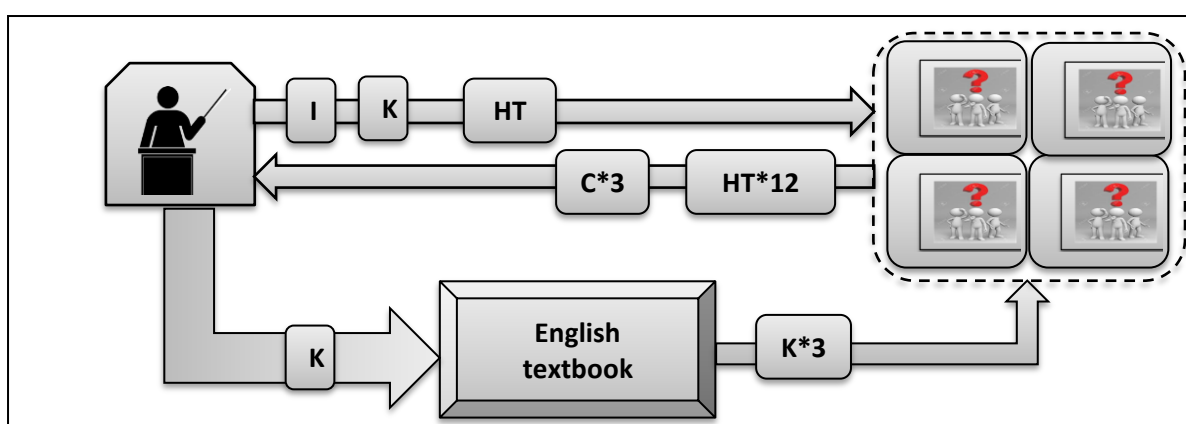 I
K
HT
C*3
HT*12
K
English
textbook
K*3